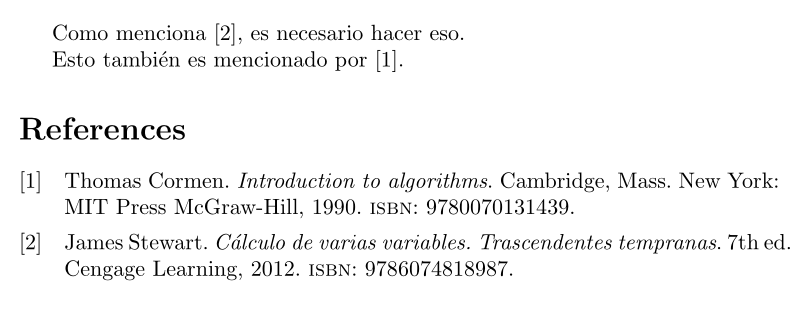 Como menciona [2], es necesario hacer eso.
Esto también es mencionado por [1].
References
[1] Thomas Cormen. Introduction to algorithms. Cambridge, Mass. New York:
MIT Press McGraw-Hill, 1990. ISBN: 9780070131439.
[2] James Stewart. Cálculo de varias variables. Trascendentes tempranas. 7th ed.
Cengage Learning, 2012. ISBN: 9786074818987.